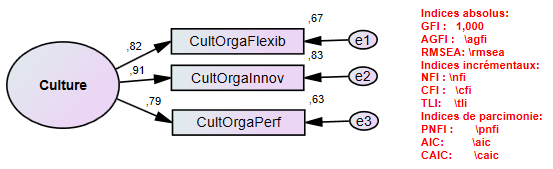 ,67
,82
CultOrgaFlexib
e1
,83
,91
Culture
CultOrgaInnov
e2
,79
,63
CultOrgaPerf
e3
Indices absolus:
GFI : 1,000
AGFI : \agfi
RMSEA: \rmsea
Indices incrémentaux:
NFI : \nfi
CFI : \cfi
TLI: \tli
Indices de parcimonie:
PNFI : \pnfi
AIC: \aic
CAIC: \caic